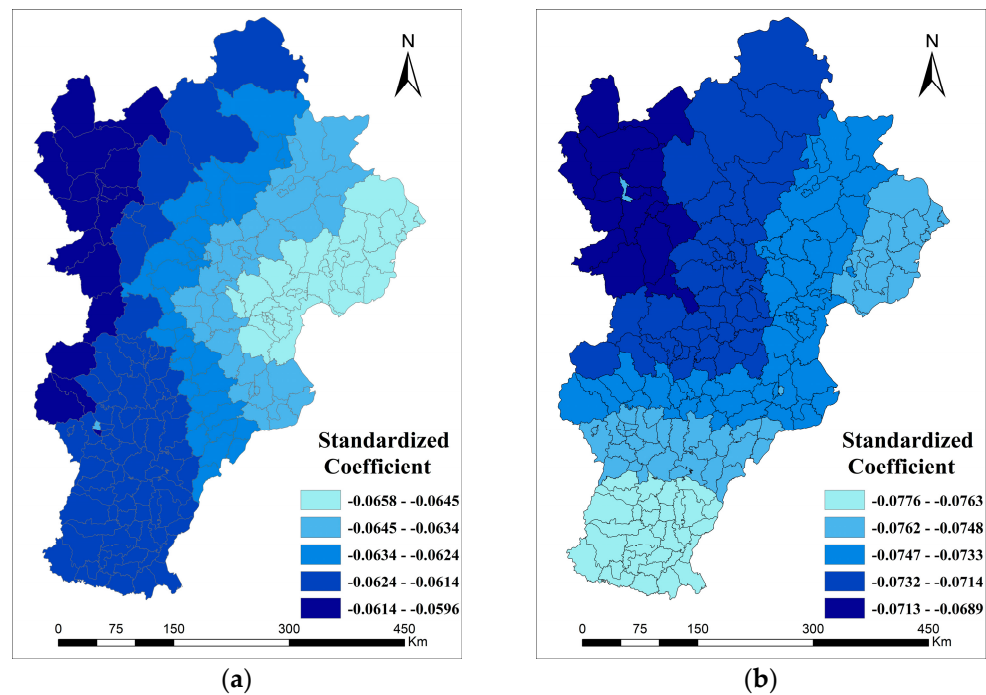 N
Standardized
Coefficient
-0.0658 - -0.0645
-0.0645 - -0.0634
-0.0634 - -0.0624
-0.0624 - -0.0614
-0.0614 - -0.0596
0 75 150 300 450
Km
(a)
N
Standardized
Coefficient
-0.0776 - -0.0763
-0.0762 - -0.0748
-0.0747 - -0.0733
-0.0732 - -0.0714
-0.0713 - -0.0689
0 75 150 300 450
Km
(b)